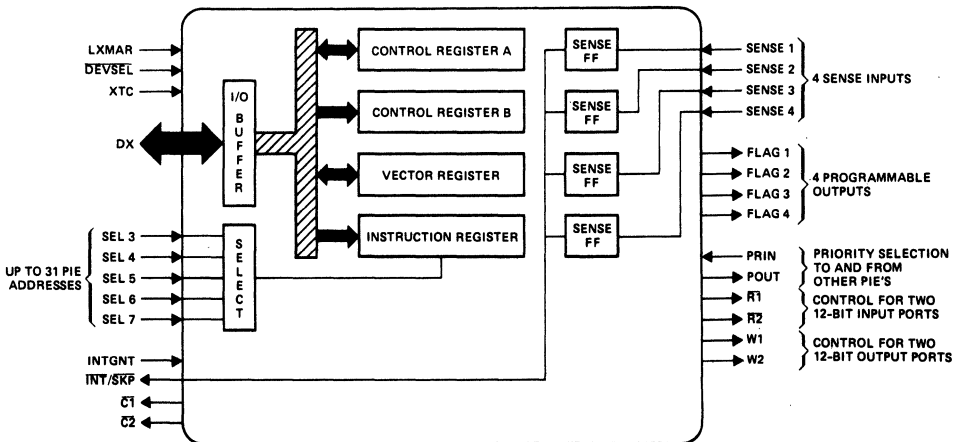 LXMAR
DEVSEL
XTC
DX
I/O
BUFFER
CONTROL REGISTER A
CONTROL REGISTER B
VECTOR REGISTER
INSTRUCTION REGISTER
SENSE
FF
SENSE
FF
SENSE
FF
SENSE
FF
SENSE 1
SENSE 2
SENSE 3
SENSE 4
4 SENSE INPUTS
FLAG 1
FLAG 2
FLAG 3
FLAG 4
4 PROGRAMMABLE
OUTPUTS
UP TO 31 PIE
ADDRESSES
SEL 3
SEL 4
SEL 5
SEL 6
SEL 7
SELECT
PRIN
POUT
PRIORITY SELECTION
TO AND FROM
OTHER PIE'S
R1
R2
CONTROL FOR TWO
12-BIT INPUT PORTS
W1
W2
CONTROL FOR TWO
12-BIT OUTPUT PORTS
INTGNT
INT/SKP
C1
C2